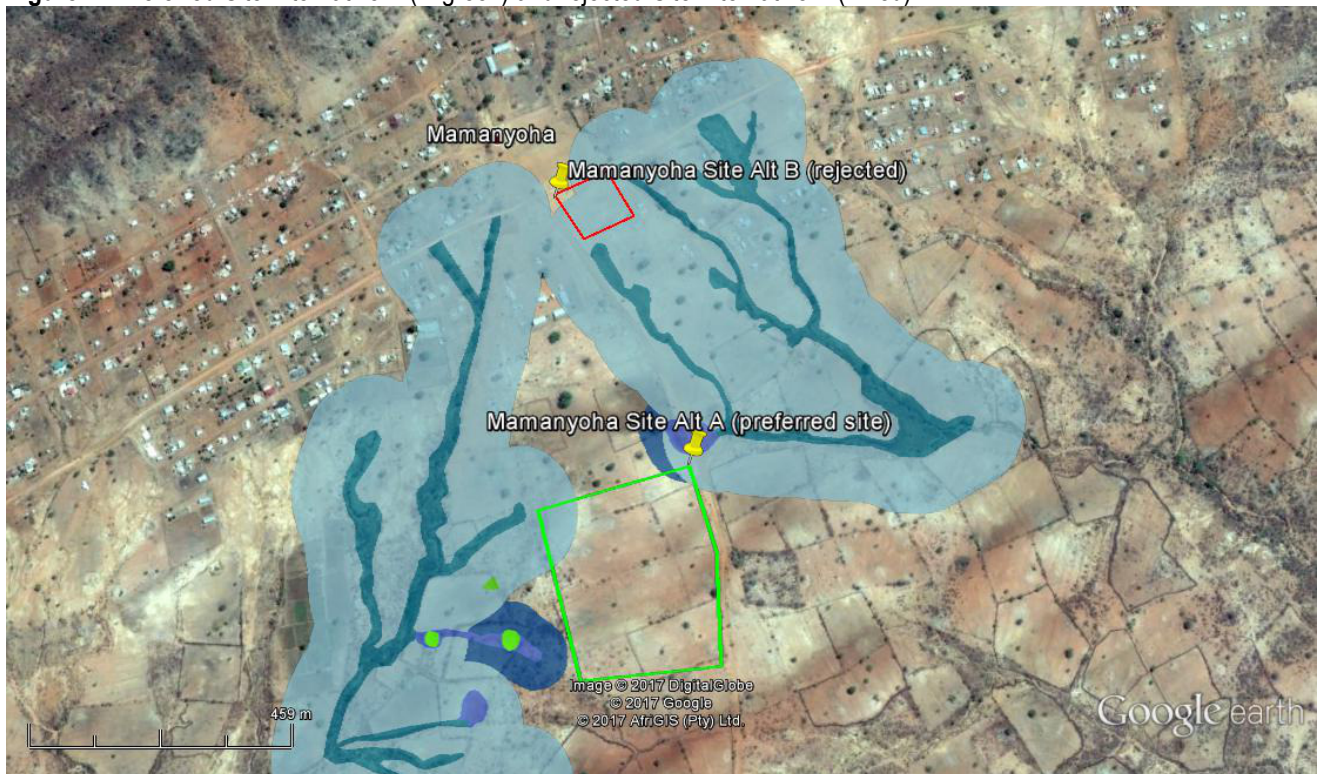 Mamanyoha
Mamanyoha Site Alt B (rejected)
Mamanyoha Site Alt A (preferred site)
Image © 2017 DigitalGlobe
© 2017 Google
© 2017 AfriGIS (Pty) Ltd.
459 m
Google earth